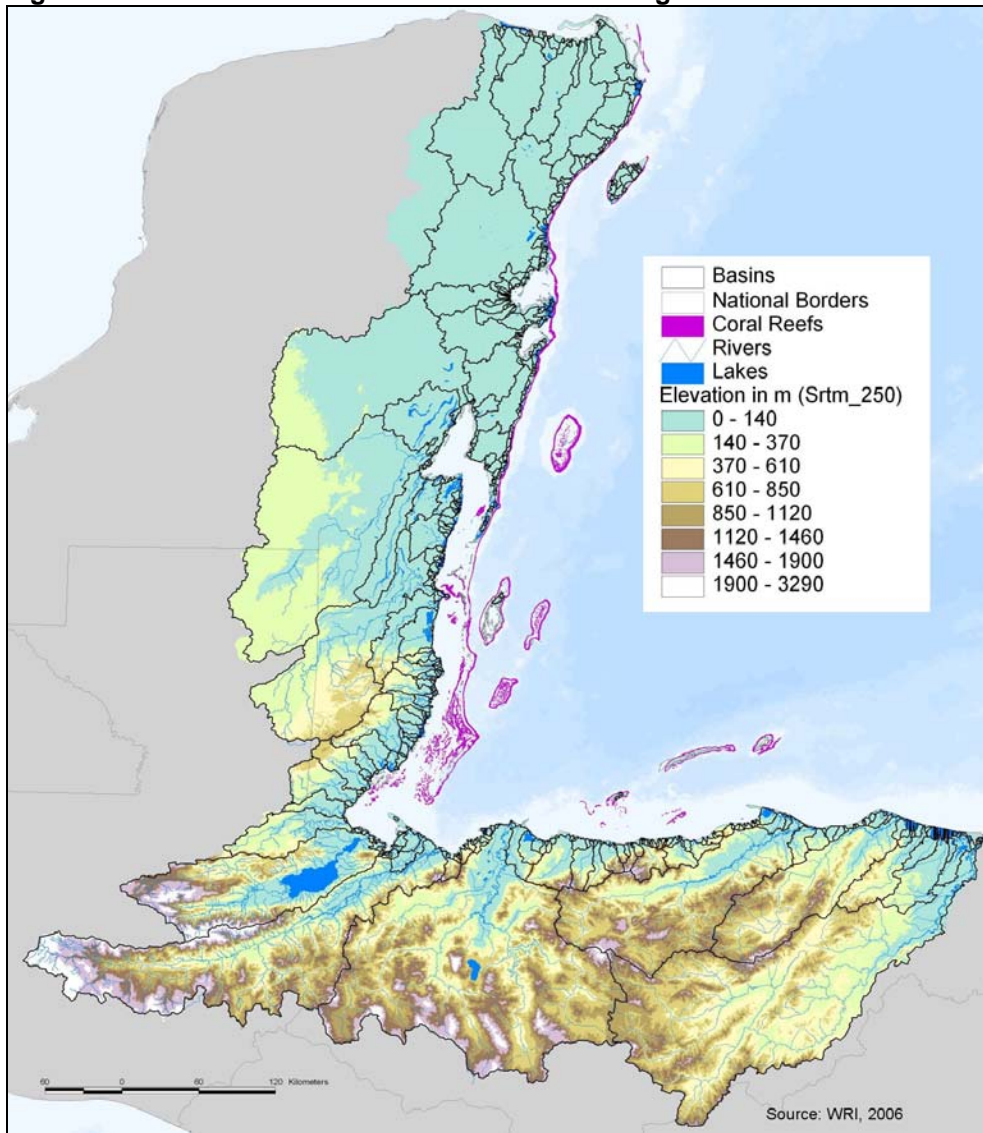 Basins
National Borders
Coral Reefs
Rivers
Lakes
Elevation in m (Srtm_250)
0 - 140
140 - 370
370 - 610
610 - 850
850 - 1120
1120 - 1460
1460 - 1900
1900 - 3290
60 0 60 120 Kilometers
Source: WRI, 2006